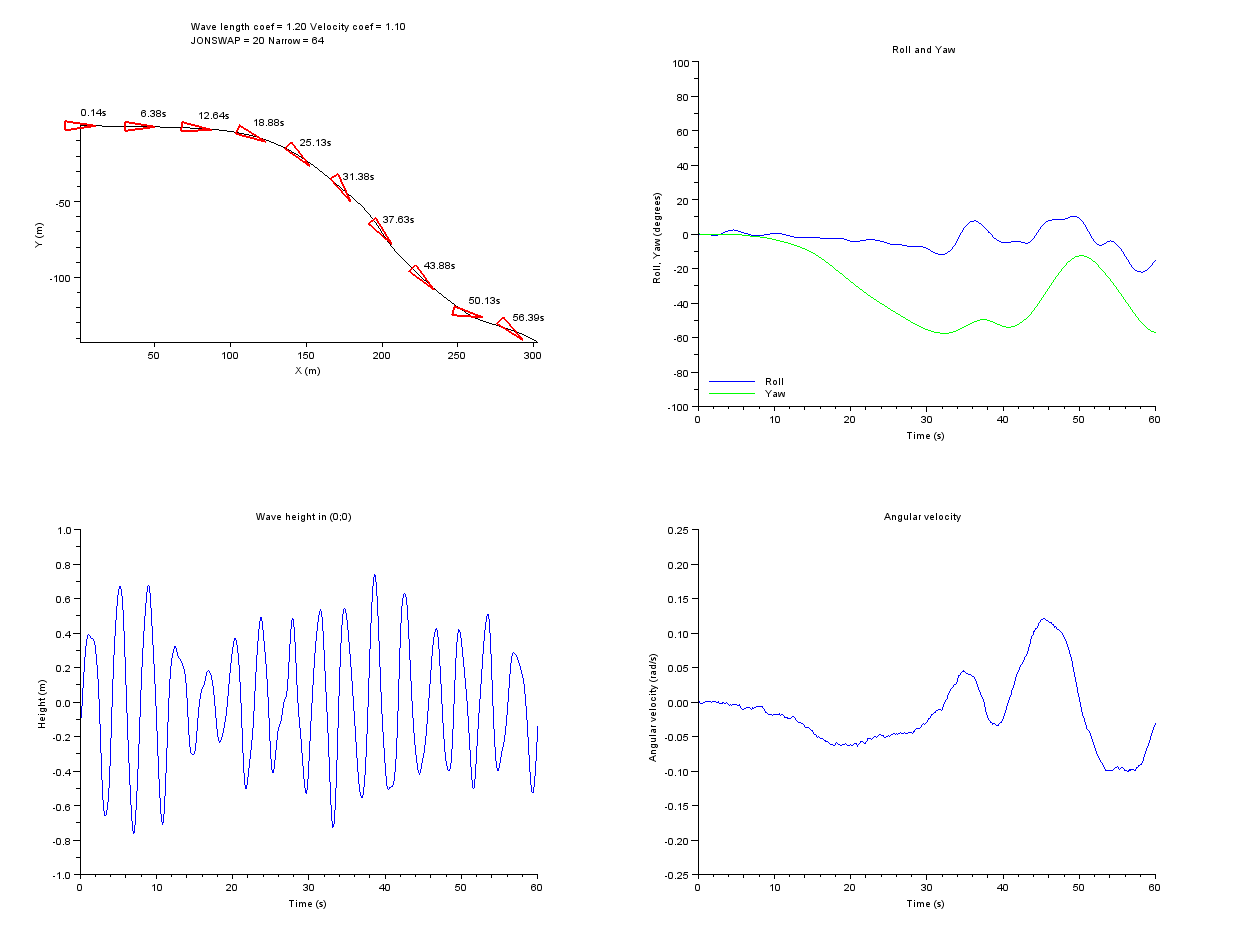 Wave length coef = 1.20 Velocity coef = 1.10
JONSWAP = 20 Narrow = 64
0.14s
6.38s
12.64s
18.88s
25.13s
31.38s
37.63s
43.88s
50.13s
56.39s
Y (m)
-50
-100
50
100
150
200
250
300
X (m)
Roll and Yaw
Roll, Yaw (degrees)
100
80
60
40
20
0
-20
-40
-60
-80
-100
Roll
Yaw
0
10
20
30
40
50
60
Time (s)
Wave height in (0;0)
Height (m)
1.0
0.8
0.6
0.4
0.2
0.0
-0.2
-0.4
-0.6
-0.8
-1.0
0
10
20
30
40
50
60
Time (s)
Angular velocity
Angular velocity (rad/s)
0.25
0.20
0.15
0.10
0.05
0.00
-0.05
-0.10
-0.15
-0.20
-0.25
0
10
20
30
40
50
60
Time (s)